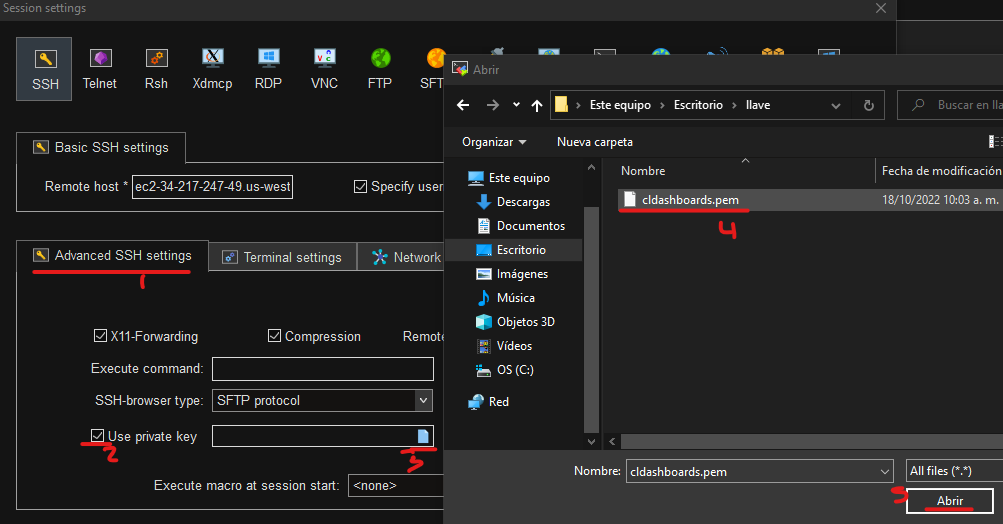 Session settings
SSH
Telnet
Rsh
Xdmcp
RDP
VNC
FTP
Abrir
Este equipo
Escritorio
llave
Buscar en lla
Organizar
Nueva carpeta
Basic SSH settings
Remote host *
ec2-34-217-247-49.us-west
Specify user
Este equipo
Descargas
Documentos
Escritorio
Imágenes
Música
Objetos 3D
Vídeos
OS (C:)
Red
Nombre
Fecha de modificación
cldashboards.pem
18/10/2022 10:03 a. m.
4
Advanced SSH settings
Terminal settings
Network
1
X11-Forwarding
Compression
Remote
Execute command:
SSH-browser type:
SFTP protocol
Use private key
2
3
Execute macro at session start:
<none>
Nombre:
cldashboards.pem
All files (*,*)
5
Abrir